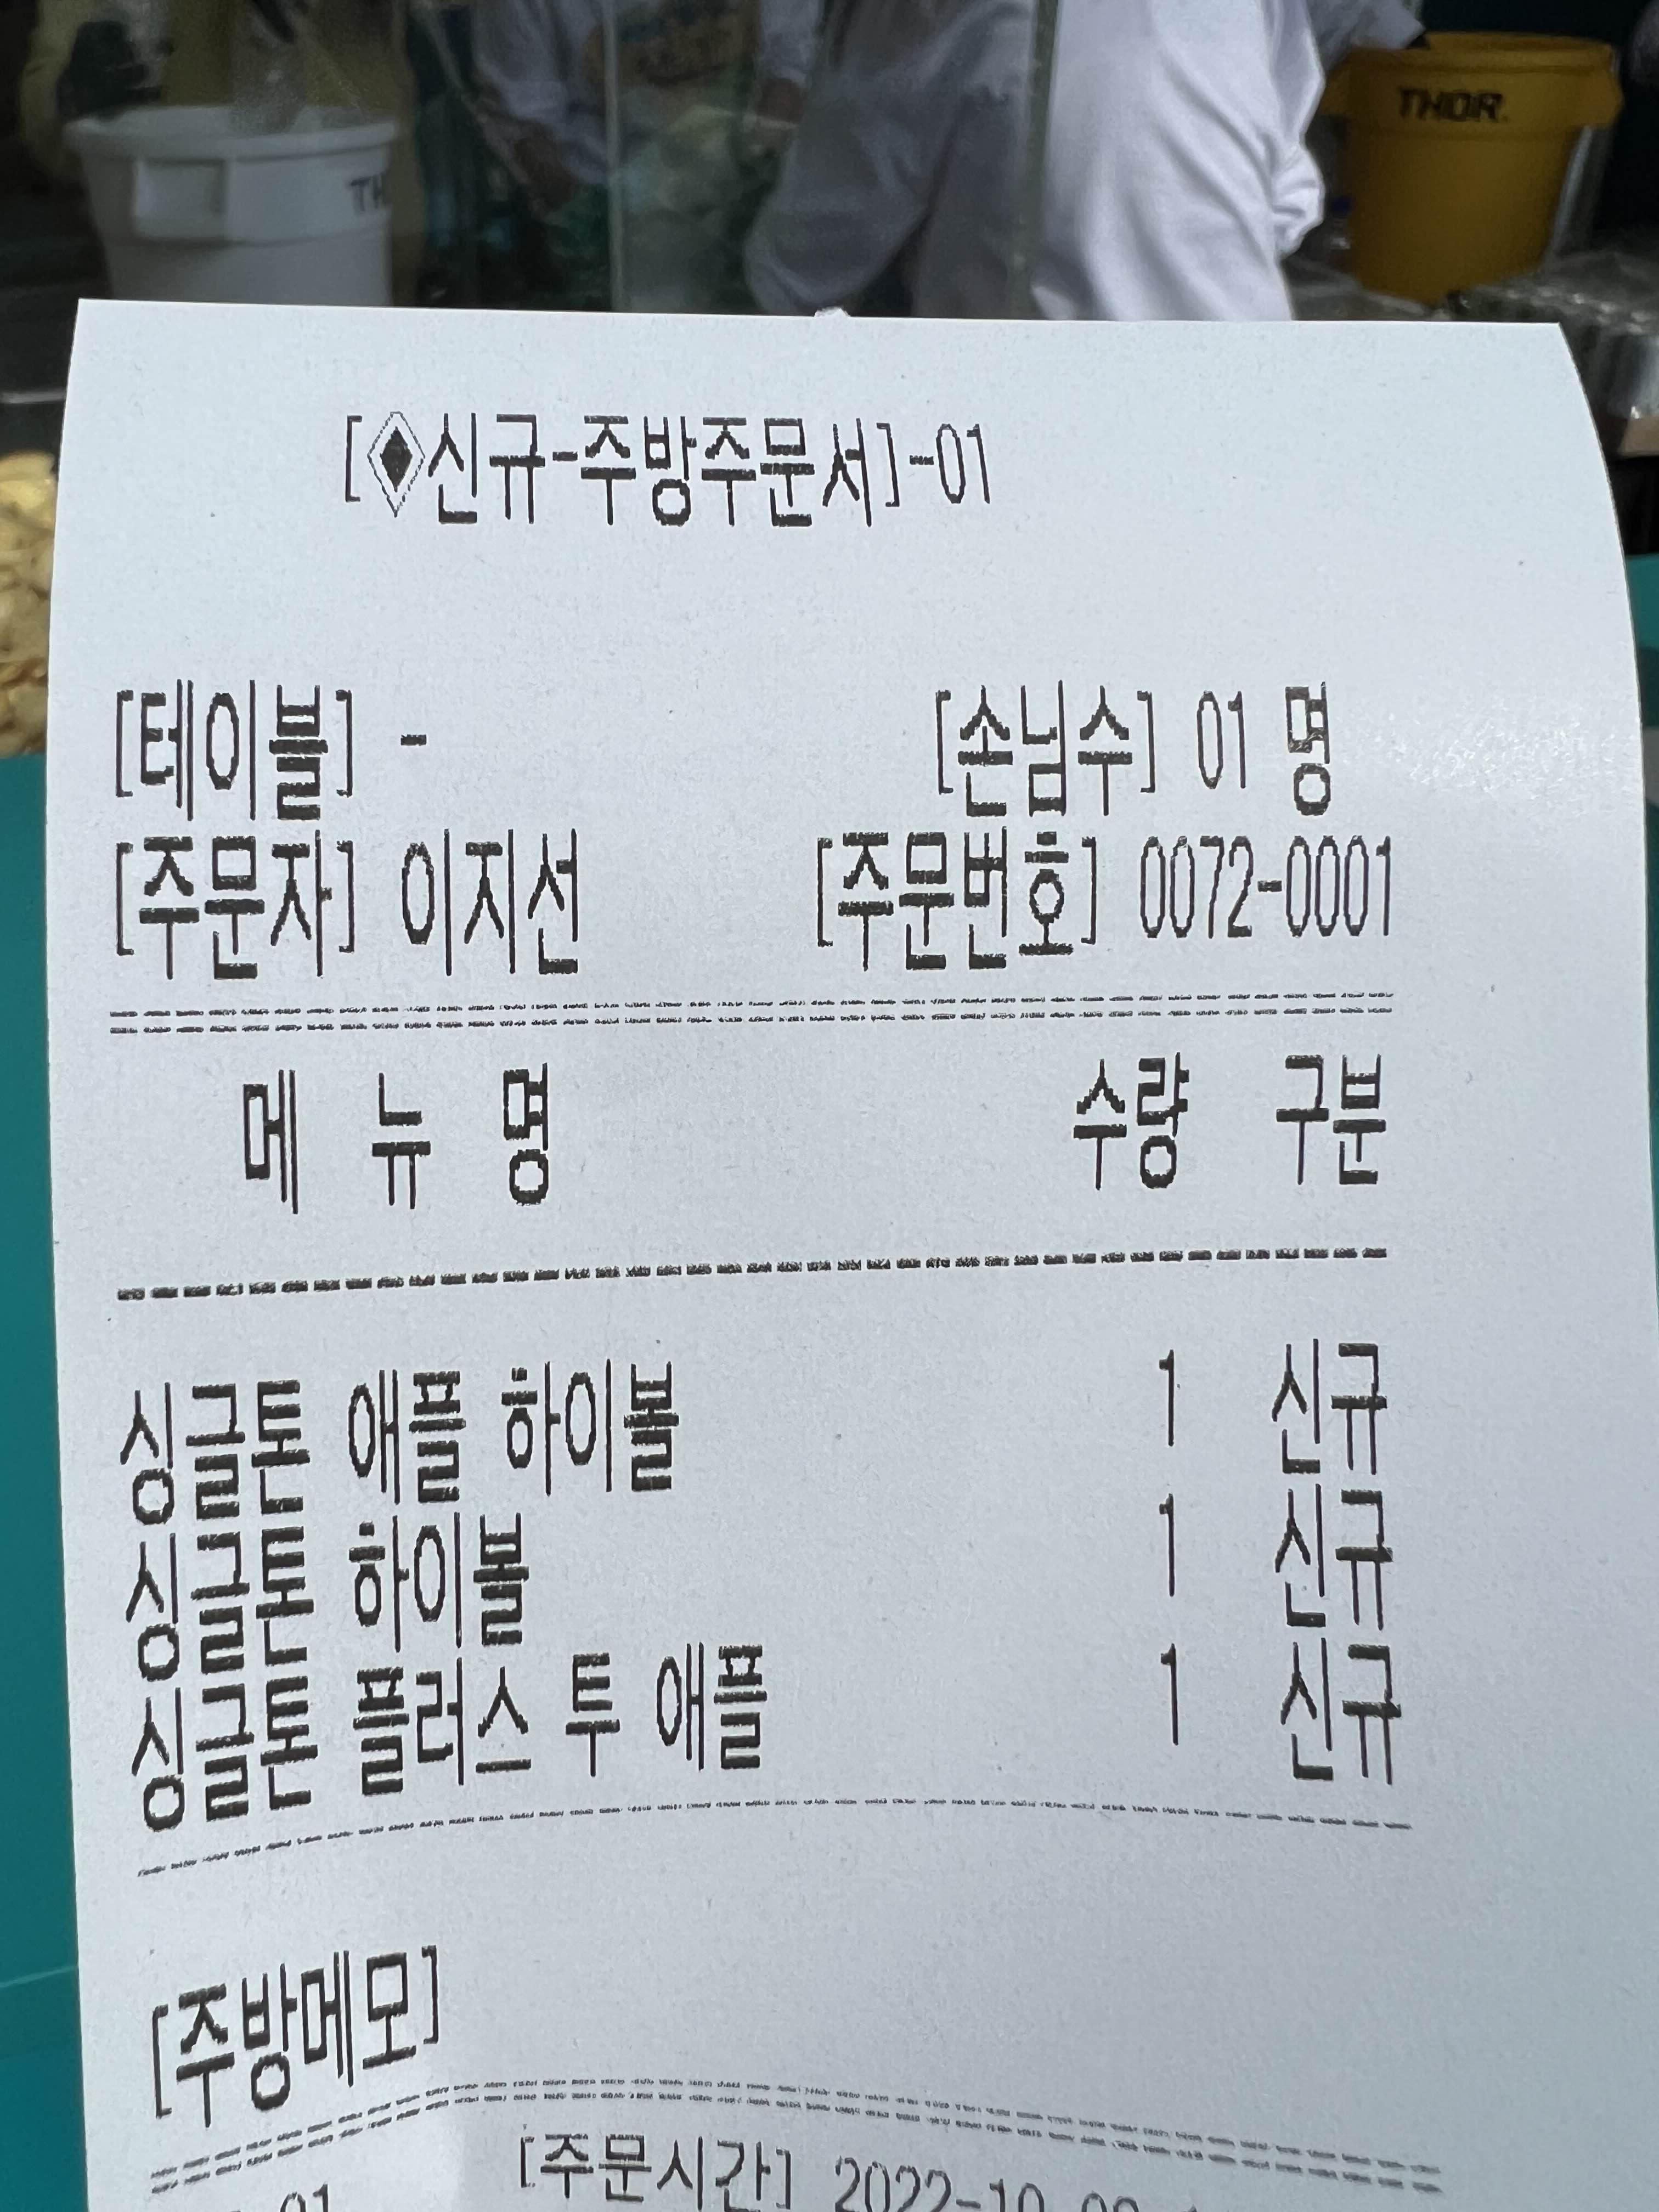 THOR.
[◈신규-주방주문서]-01
[테이블] - [손님수] 01 명
[주문자] 이지선 [주문번호] 0072-0001
메 뉴 명 수량 구분
싱글톤 애플 하이볼 1 신규
싱글톤 하이볼 1 신규
싱글톤 플러스 투 애플 1 신규
[주방메모]
[주문시간]